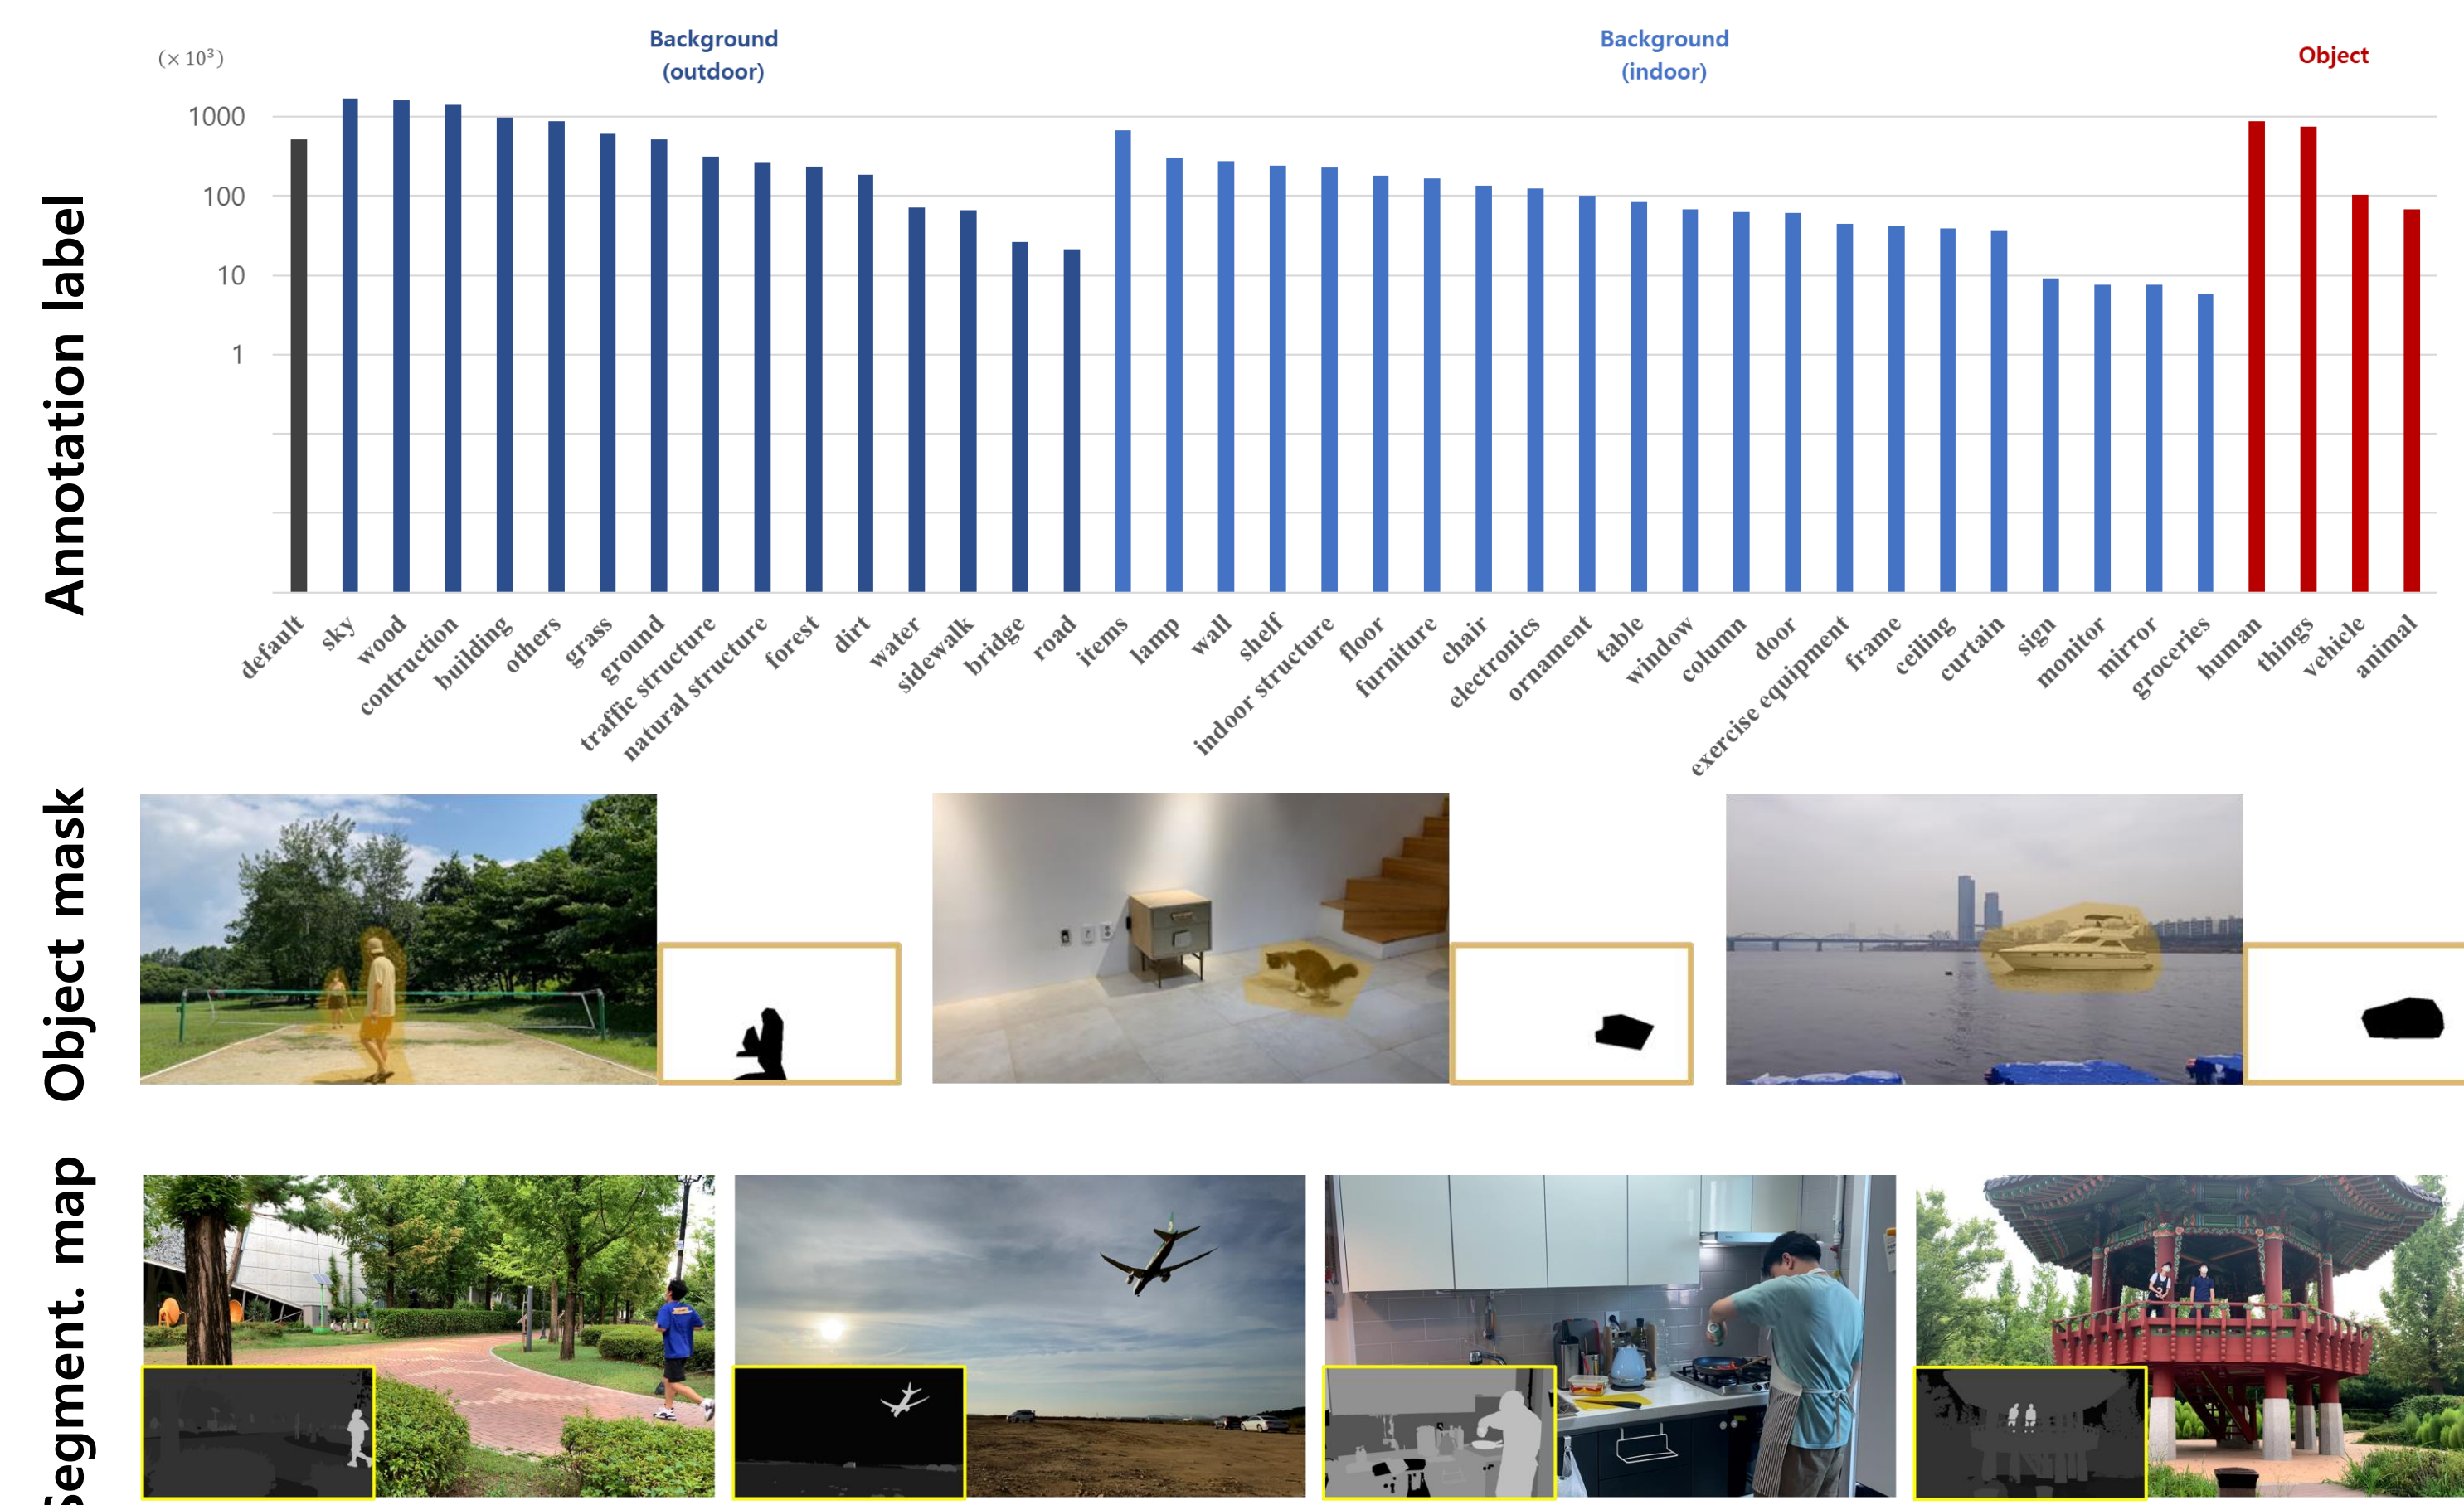 Background
(outdoor)
Background
(indoor)
Object
(× 10³)
1000
100
10
1
Annotation label
default
sky
wood
contruction
building
others
grass
ground
traffic structure
natural structure
forest
dirt
water
sidewalk
bridge
road
items
lamp
wall
shelf
indoor structure
floor
furniture
chair
electronics
ornament
table
window
column
door
exercise equipment
frame
ceiling
curtain
sign
monitor
mirror
groceries
human
things
vehicle
animal
Object mask
Segment. map